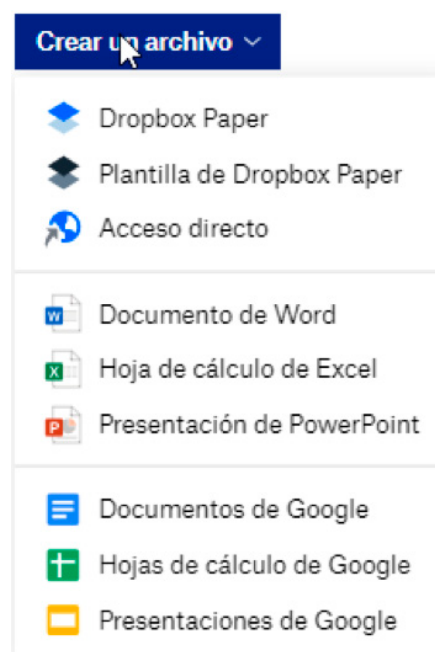 Crear un archivo
Dropbox Paper
Plantilla de Dropbox Paper
Acceso directo
Documento de Word
Hoja de cálculo de Excel
Presentación de PowerPoint
Documentos de Google
Hojas de cálculo de Google
Presentaciones de Google